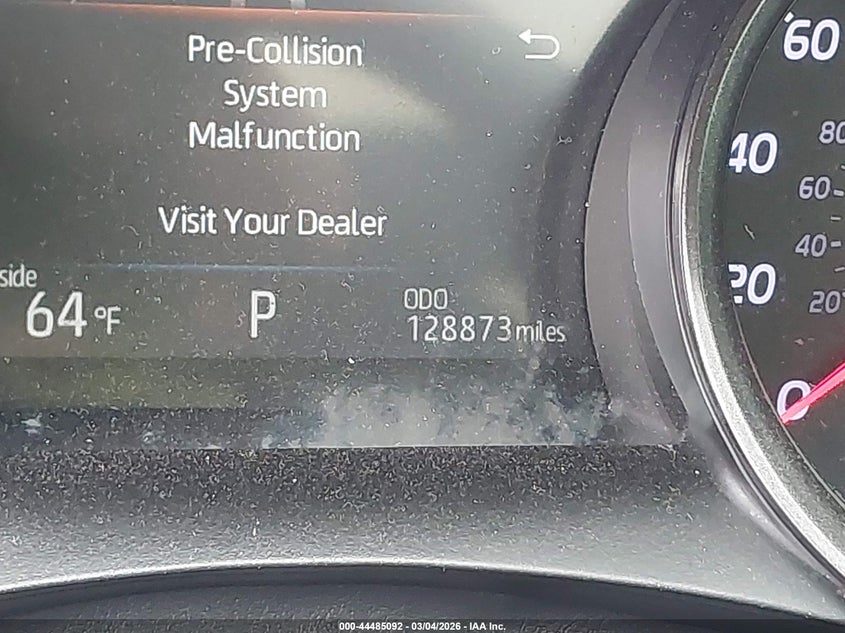 Pre-Collision
System
Malfunction
Visit Your Dealer
side
64 °F
P
ODO
128873 miles
60
40
20
0
80
60
40
20
000-44485092 - 03/04/2026 - IAA Inc.